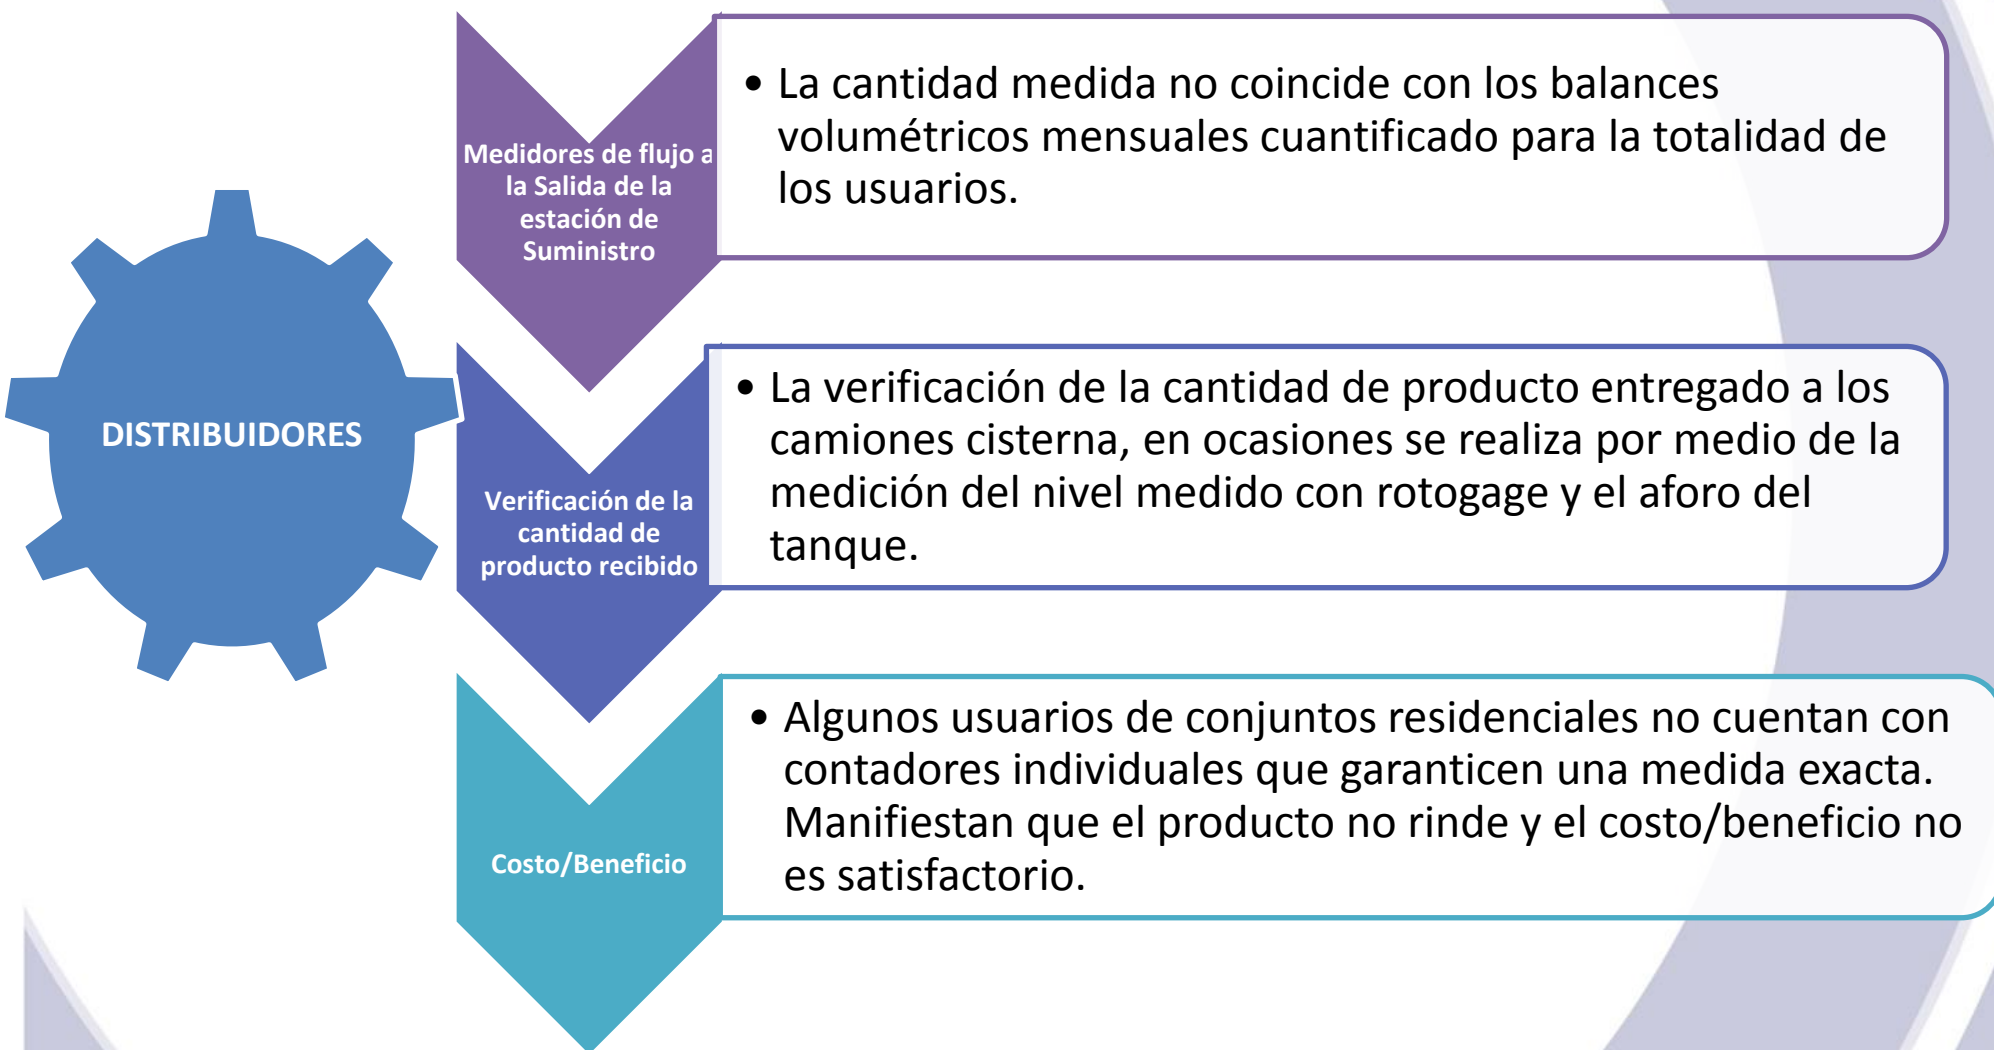 DISTRIBUIDORES
Medidores de flujo a
la Salida de la
estación de
Suministro
• La cantidad medida no coincide con los balances
volumétricos mensuales cuantificado para la totalidad de
los usuarios.
Verificación de la
cantidad de
producto recibido
• La verificación de la cantidad de producto entregado a los
camiones cisterna, en ocasiones se realiza por medio de la
medición del nivel medido con rotogage y el aforo del
tanque.
Costo/Beneficio
• Algunos usuarios de conjuntos residenciales no cuentan con
contadores individuales que garanticen una medida exacta.
Manifiestan que el producto no rinde y el costo/beneficio no
es satisfactorio.